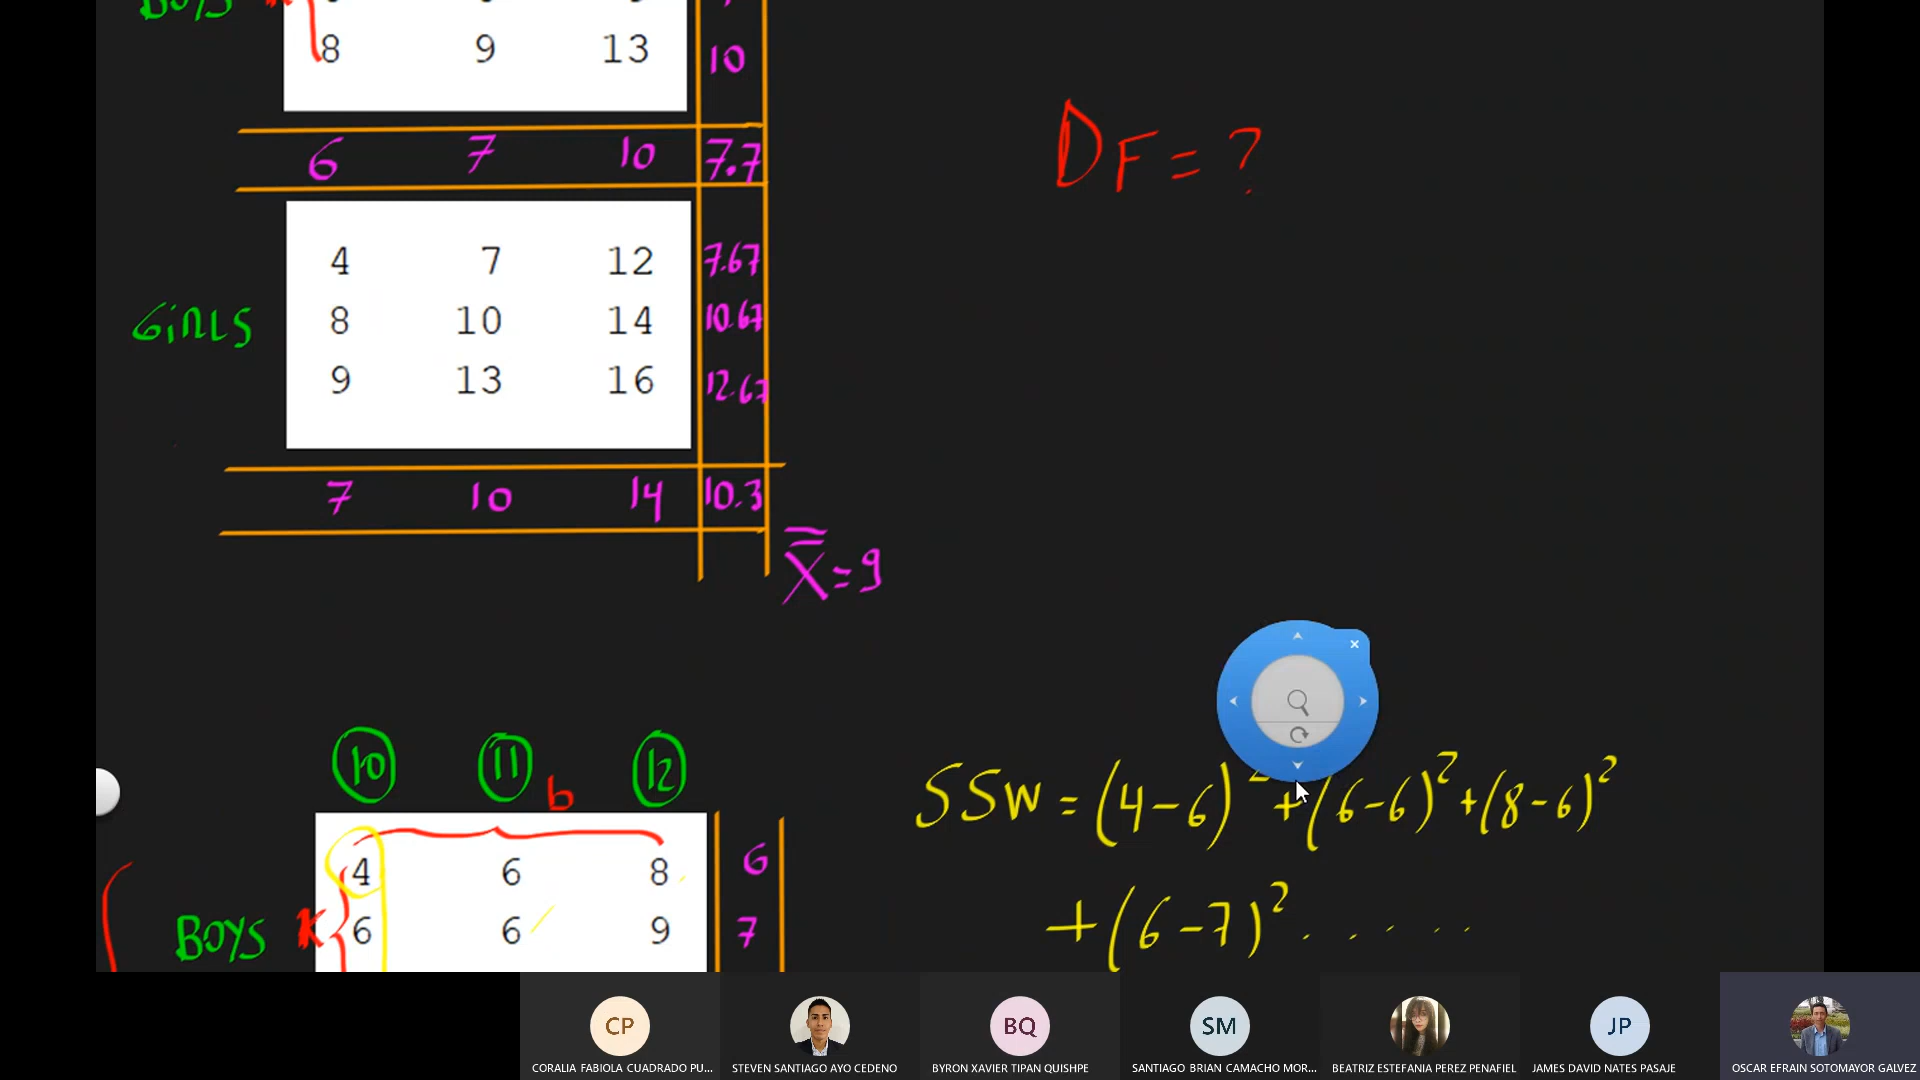 BOYS
8 9 13 10
6 7 10 7.7
DF = ?
4 7 12 7.67
GiRLS 8 10 14 10.67
9 13 16 12.67
7 10 14 10.3
X = 9
10 11 12
b
SSW = (4-6)² + (6-6)² + (8-6)²
4 6 8 6
+ (6-7)² . . . . .
BOYS K 6 6 9 7
CP
BQ
SM
JP
CORALIA FABIOLA CUADRADO PU...
STEVEN SANTIAGO AYO CEDENO
BYRON XAVIER TIPAN QUISHPE
SANTIAGO BRIAN CAMACHO MOR...
BEATRIZ ESTEFANIA PEREZ PENAFIEL
JAMES DAVID NATES PASAJE
OSCAR EFRAIN SOTOMAYOR GALVEZ